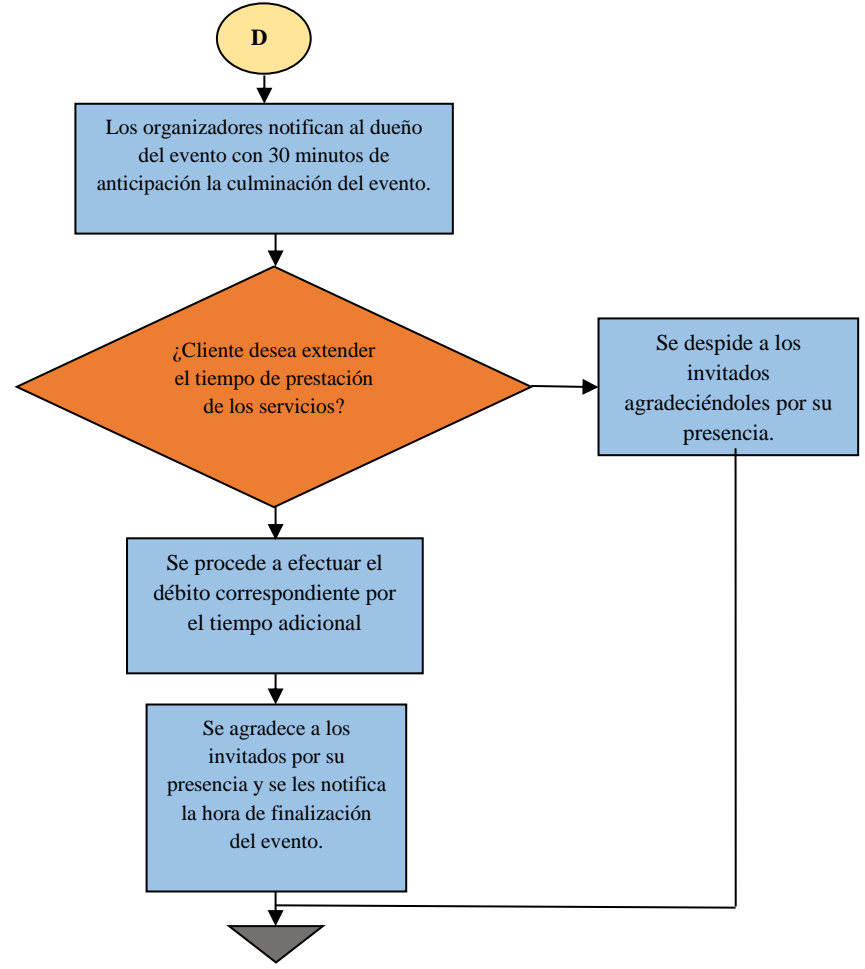 D
Los organizadores notifican al dueño
del evento con 30 minutos de
anticipación la culminación del evento.
¿Cliente desea extender
el tiempo de prestación
de los servicios?
Se despide a los
invitados
agradeciéndoles por su
presencia.
Se procede a efectuar el
débito correspondiente por
el tiempo adicional
Se agradece a los
invitados por su
presencia y se les notifica
la hora de finalización
del evento.